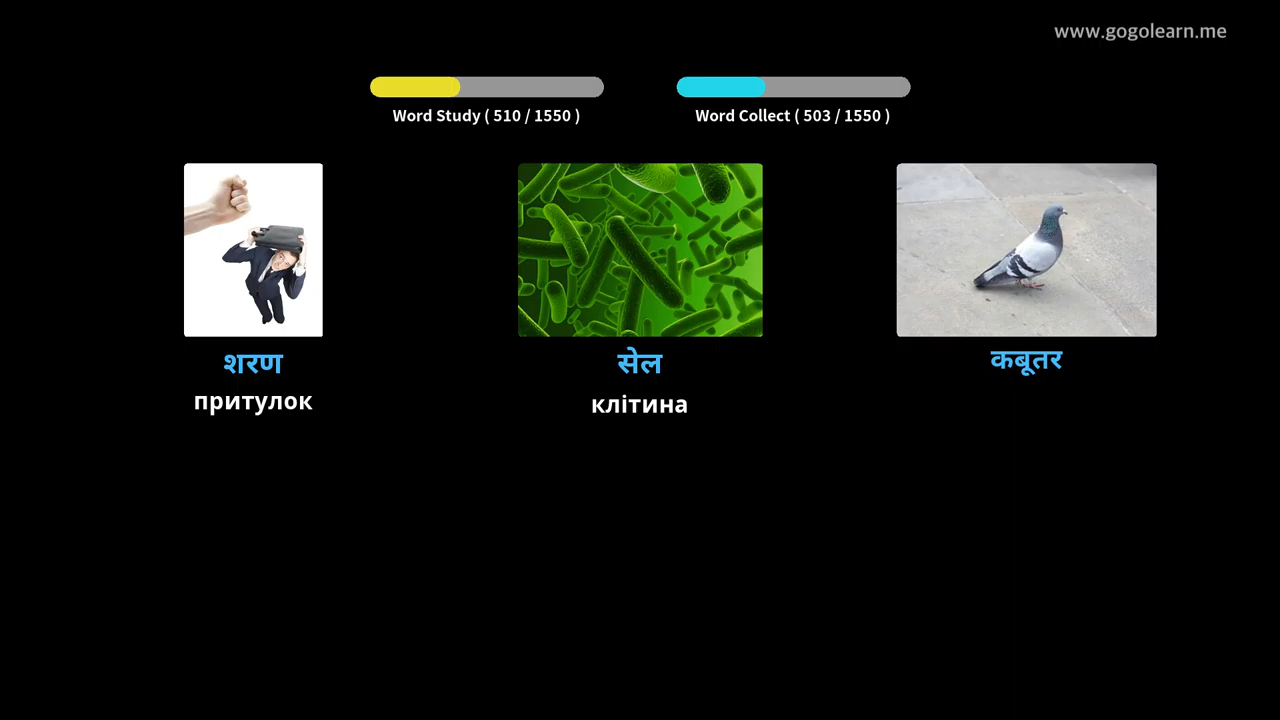 www.gogolearn.me
Word Study ( 510 / 1550 )
Word Collect ( 503 / 1550 )
शरण
सेल
कबूतर
притулок
клітина